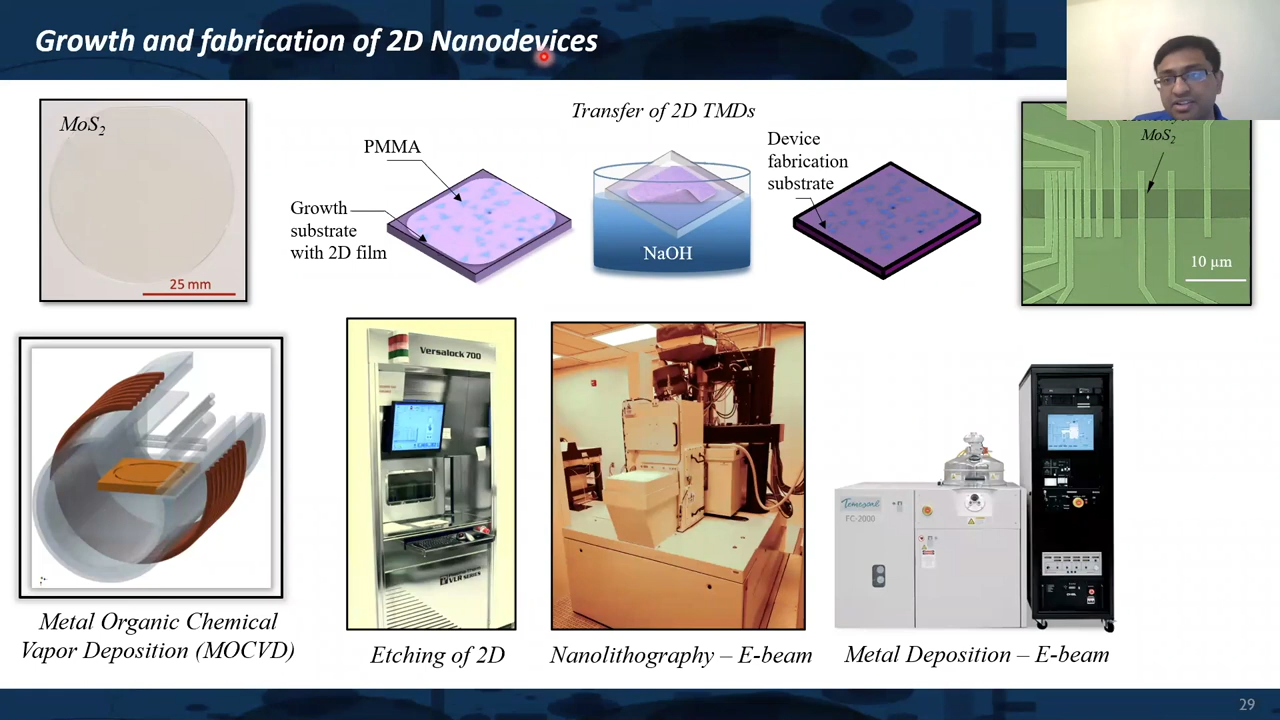 Growth and fabrication of 2D Nanodevices
MoS2
25 mm
Transfer of 2D TMDs
PMMA
Growth
substrate
with 2D film
NaOH
Device
fabrication
substrate
MoS2
10 μm
Versalock 700
VLR SERIES
Temescal
FC-2000
Metal Organic Chemical
Vapor Deposition (MOCVD)
Etching of 2D
Nanolithography – E-beam
Metal Deposition – E-beam
29